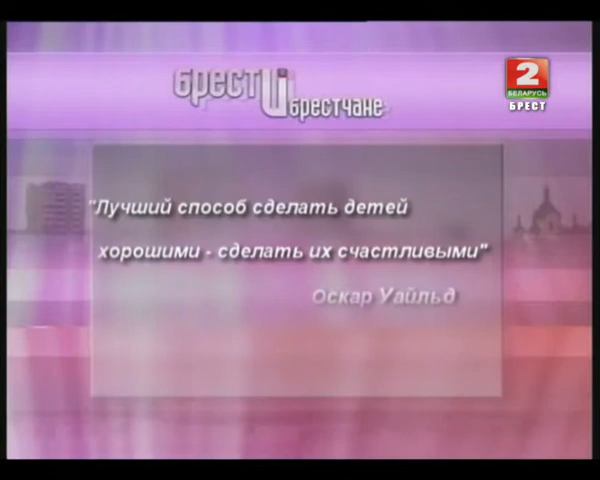 Брест и брестчане
2
БЕЛАРУСЬ
БРЕСТ
"Лучший способ сделать детей
хорошими - сделать их счастливыми"
Оскар Уайльд